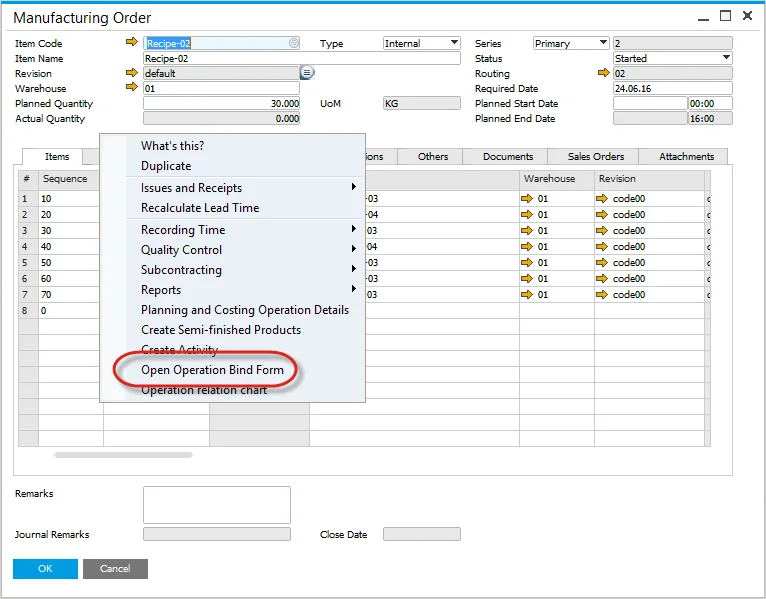 Manufacturing Order
Item Code Recipe-02 Type Internal Series Primary 2
Item Name Recipe-02 Status Started
Revision default Routing 02
Warehouse 01 Required Date 24.06.16
Planned Quantity 30.000 UoM KG Planned Start Date 00:00
Actual Quantity 0.000 Planned End Date 16:00
Items ions Others Documents Sales Orders Attachments
# Sequence Warehouse Revision
1 10 -03 01 code00
2 20 -04 01 code00
3 30 03 01 code00
4 40 04 01 code00
5 50 -03 01 code00
6 60 -03 01 code00
7 70 -03 01 code00
8 0
What's this?
Duplicate
Issues and Receipts
Recalculate Lead Time
Recording Time
Quality Control
Subcontracting
Reports
Planning and Costing Operation Details
Create Semi-finished Products
Create Activity
Open Operation Bind Form
Operation relation chart
Remarks
Journal Remarks Close Date
OK Cancel